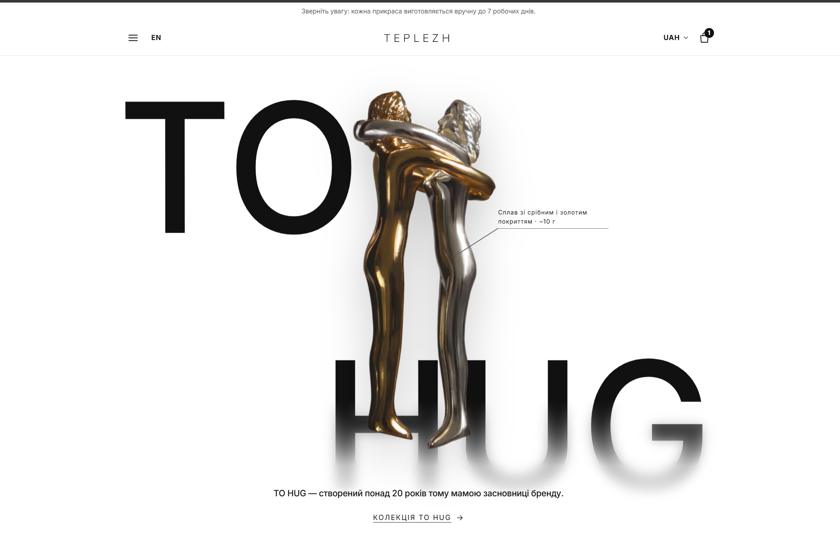 Зверніть увагу: кожна прикраса виготовляється вручну до 7 робочих днів.
EN
TEPLEZH
UAH
1
TO
Сплав зі срібним і золотим
покриттям · ~10 г
HUG
TO HUG — створений понад 20 років тому мамою засновниці бренду.
КОЛЕКЦІЯ TO HUG →